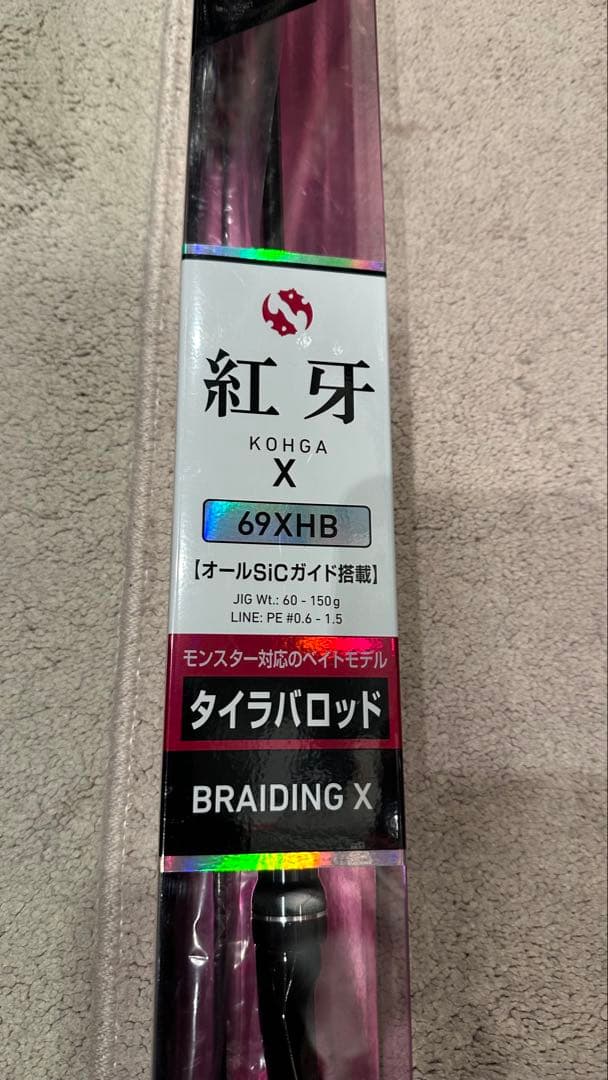 紅牙
KOHGA
X
69XHB
【オールSiCガイド搭載】
JIG Wt.: 60 - 150g
LINE: PE #0.6 - 1.5
モンスター対応のベイトモデル
タイラバロッド
BRAIDING X